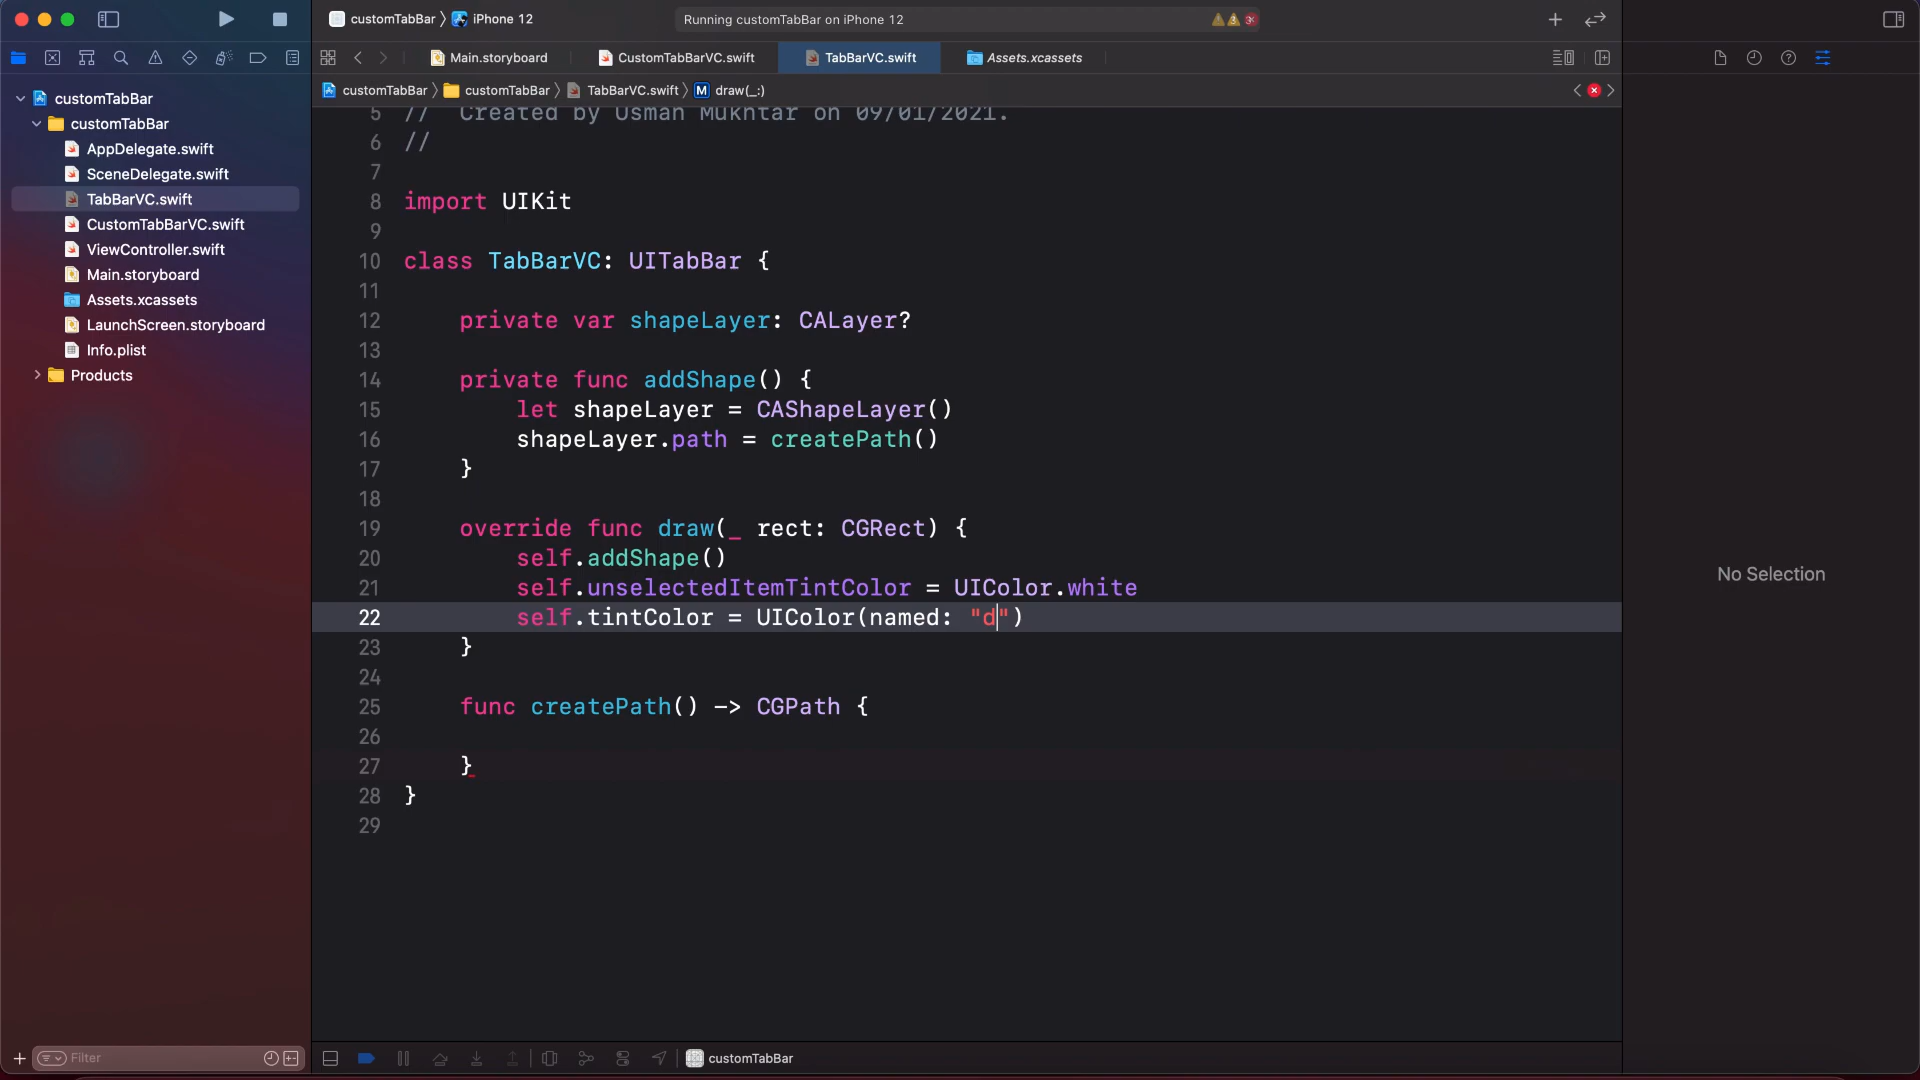 customTabBar 〉 iPhone 12
Running customTabBar on iPhone 12
Main.storyboard
CustomTabBarVC.swift
TabBarVC.swift
Assets.xcassets
customTabBar 〉 customTabBar 〉 TabBarVC.swift 〉 M draw(_:)
customTabBar
customTabBar
AppDelegate.swift
SceneDelegate.swift
TabBarVC.swift
CustomTabBarVC.swift
ViewController.swift
Main.storyboard
Assets.xcassets
LaunchScreen.storyboard
Info.plist
Products
5 // Created by Usman Mukhtar on 09/01/2021.
6 //
7
8 import UIKit
9
10 class TabBarVC: UITabBar {
11
12 private var shapeLayer: CALayer?
13
14 private func addShape() {
15 let shapeLayer = CAShapeLayer()
16 shapeLayer.path = createPath()
17 }
18
19 override func draw(_ rect: CGRect) {
20 self.addShape()
21 self.unselectedItemTintColor = UIColor.white
22 self.tintColor = UIColor(named: "d")
23 }
24
25 func createPath() -> CGPath {
26
27 }
28 }
29
No Selection
Filter
customTabBar